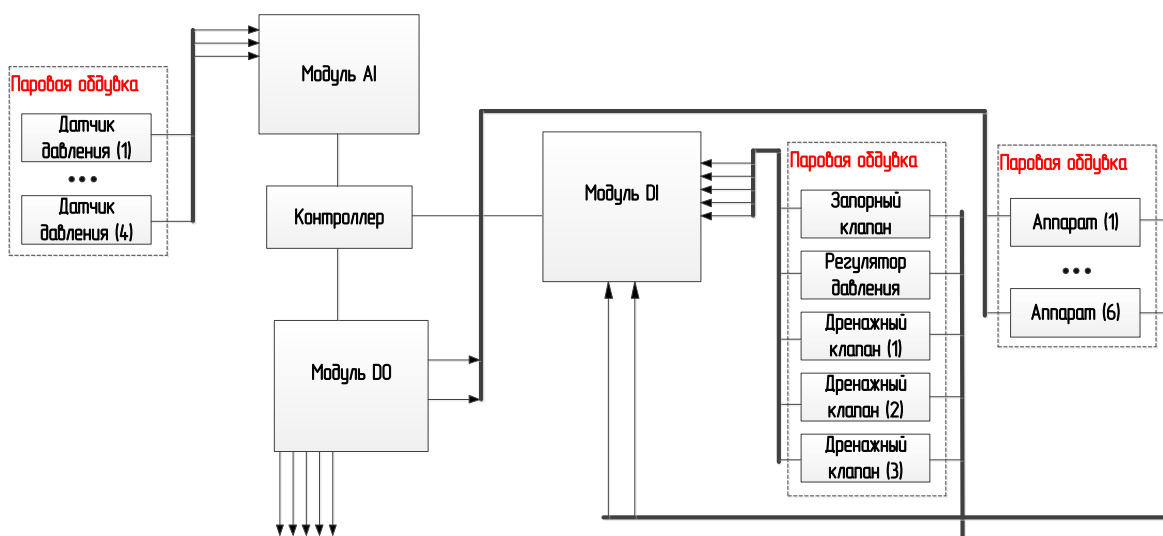 Модуль AI
Паровая обдувка
Датчик
давления (1)
•••
Датчик
давления (4)
Контроллер
Модуль DO
Модуль DI
Паровая обдувка
Запорный
клапан
Регулятор
давления
Дренажный
клапан (1)
Дренажный
клапан (2)
Дренажный
клапан (3)
Паровая обдувка
Аппарат (1)
•••
Аппарат (6)